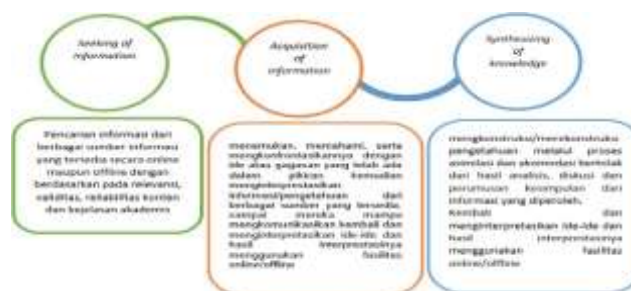 Seeking of
information
Acquisition
of
information
Synthesizing
of
knowledge
Pencarian informasi dari
berbagai sumber informasi
yang tersedia secara online
maupun offline dengan
berdasarkan pada relevansi,
validitas, reliabilitas konten
dan kejelasan akademis
menemukan, memahami, serta
mengkonfrontasikannya dengan
ide atas gagasan yang telah ada
dalam pikiran kemudian
menginterpretasikan
informasi/pengetahuan dari
berbagai sumber yang tersedia,
sampai mereka mampu
mengkomunikasikan kembali dan
menginterpretasikan ide-ide dan
hasil interpretasinya
menggunakan fasilitas
online/offline
mengkonstruksi/merekonstruksi
pengetahuan melalui proses
asimilasi dan akomodasi bertolak
dari hasil analisis, diskusi dan
perumusan kesimpulan dari
informasi yang diperoleh.
Kembali dan
menginterpretasikan ide-ide dan
hasil interpretasinya
menggunakan fasilitas
online/offline